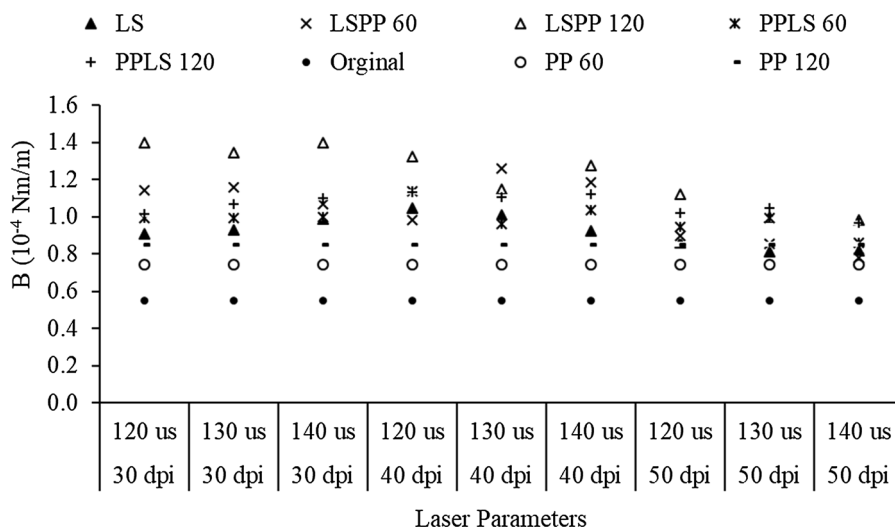 LS LSPP 60 LSPP 120 PPLS 60
PPLS 120 Orginal PP 60 PP 120
B (10-4 Nm/m)
1.6
1.4
1.2
1.0
0.8
0.6
0.4
0.2
0.0
120 us 130 us 140 us 120 us 130 us 140 us 120 us 130 us 140 us
30 dpi 30 dpi 30 dpi 40 dpi 40 dpi 40 dpi 50 dpi 50 dpi 50 dpi
Laser Parameters